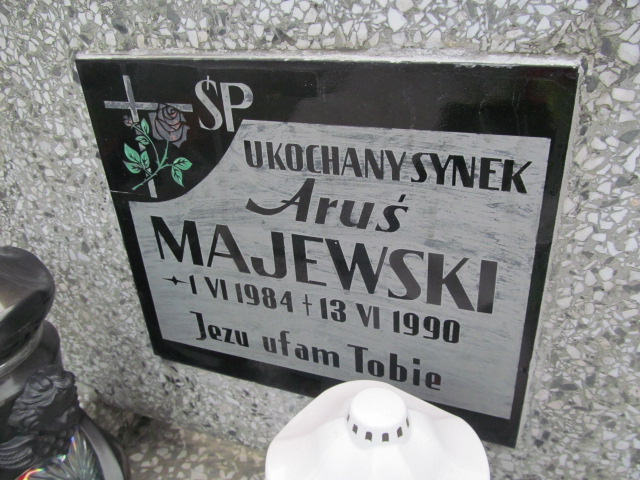 ŚP
UKOCHANY SYNEK
Aruś
MAJEWSKI
* 1 VI 1984 † 13 VI 1990
Jezu ufam Tobie